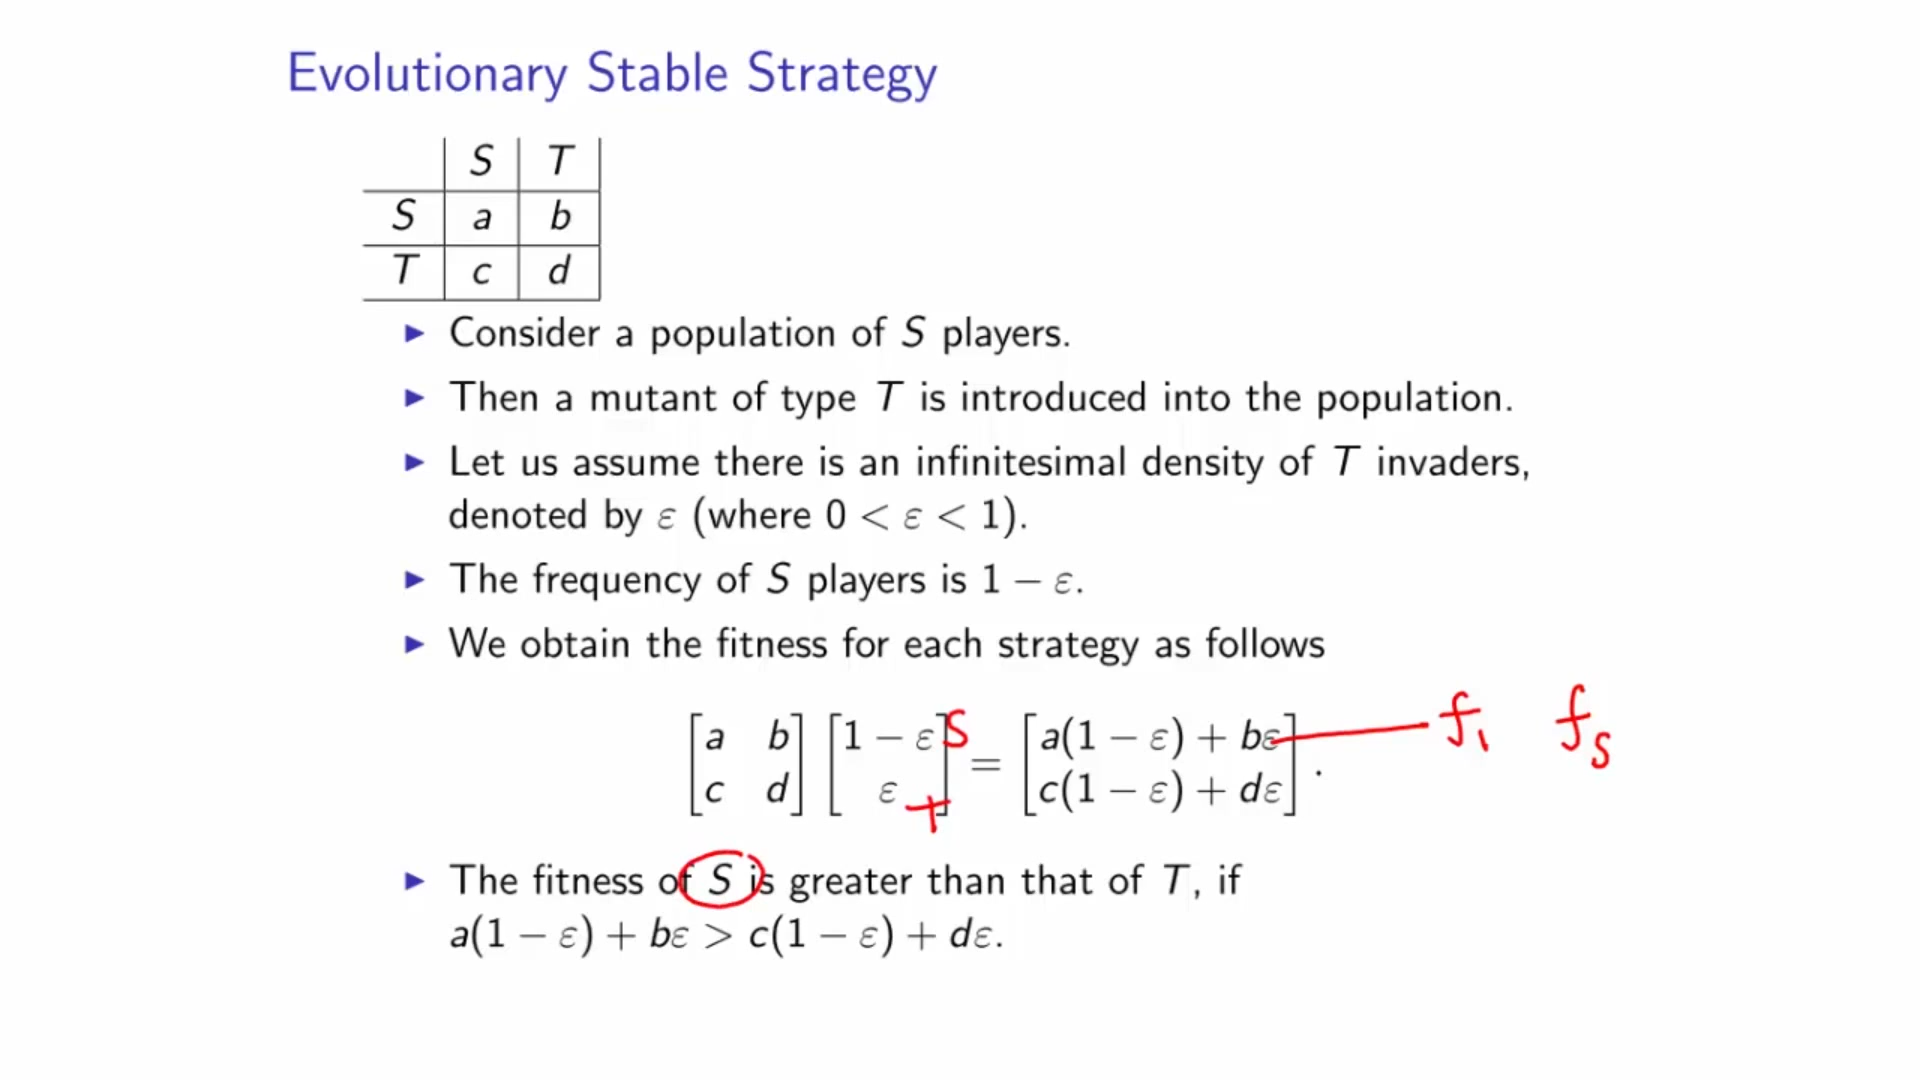 Evolutionary Stable Strategy
S T
S a b
T c d
▶ Consider a population of S players.
▶ Then a mutant of type T is introduced into the population.
▶ Let us assume there is an infinitesimal density of T invaders,
denoted by ε (where 0 < ε < 1).
▶ The frequency of S players is 1 − ε.
▶ We obtain the fitness for each strategy as follows
[a b] [1 − ε] S = [a(1 − ε) + bε] — f₁ f_S
[c d] [ε] T [c(1 − ε) + dε].
▶ The fitness of S is greater than that of T, if
a(1 − ε) + bε > c(1 − ε) + dε.